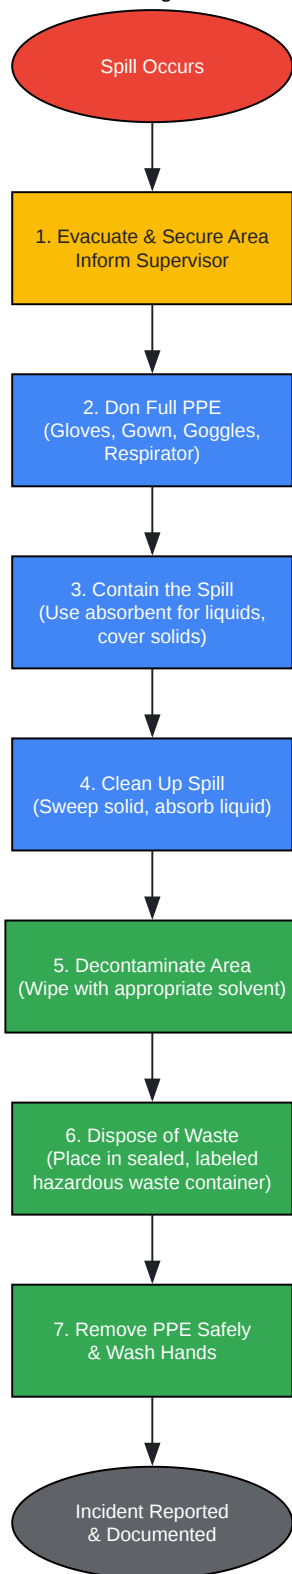 Spill Occurs
1. Evacuate & Secure Area
Inform Supervisor
2. Don Full PPE
(Gloves, Gown, Goggles,
Respirator)
3. Contain the Spill
(Use absorbent for liquids,
cover solids)
4. Clean Up Spill
(Sweep solid, absorb liquid)
5. Decontaminate Area
(Wipe with appropriate solvent)
6. Dispose of Waste
(Place in sealed, labeled
hazardous waste container)
7. Remove PPE Safely
& Wash Hands
Incident Reported
& Documented